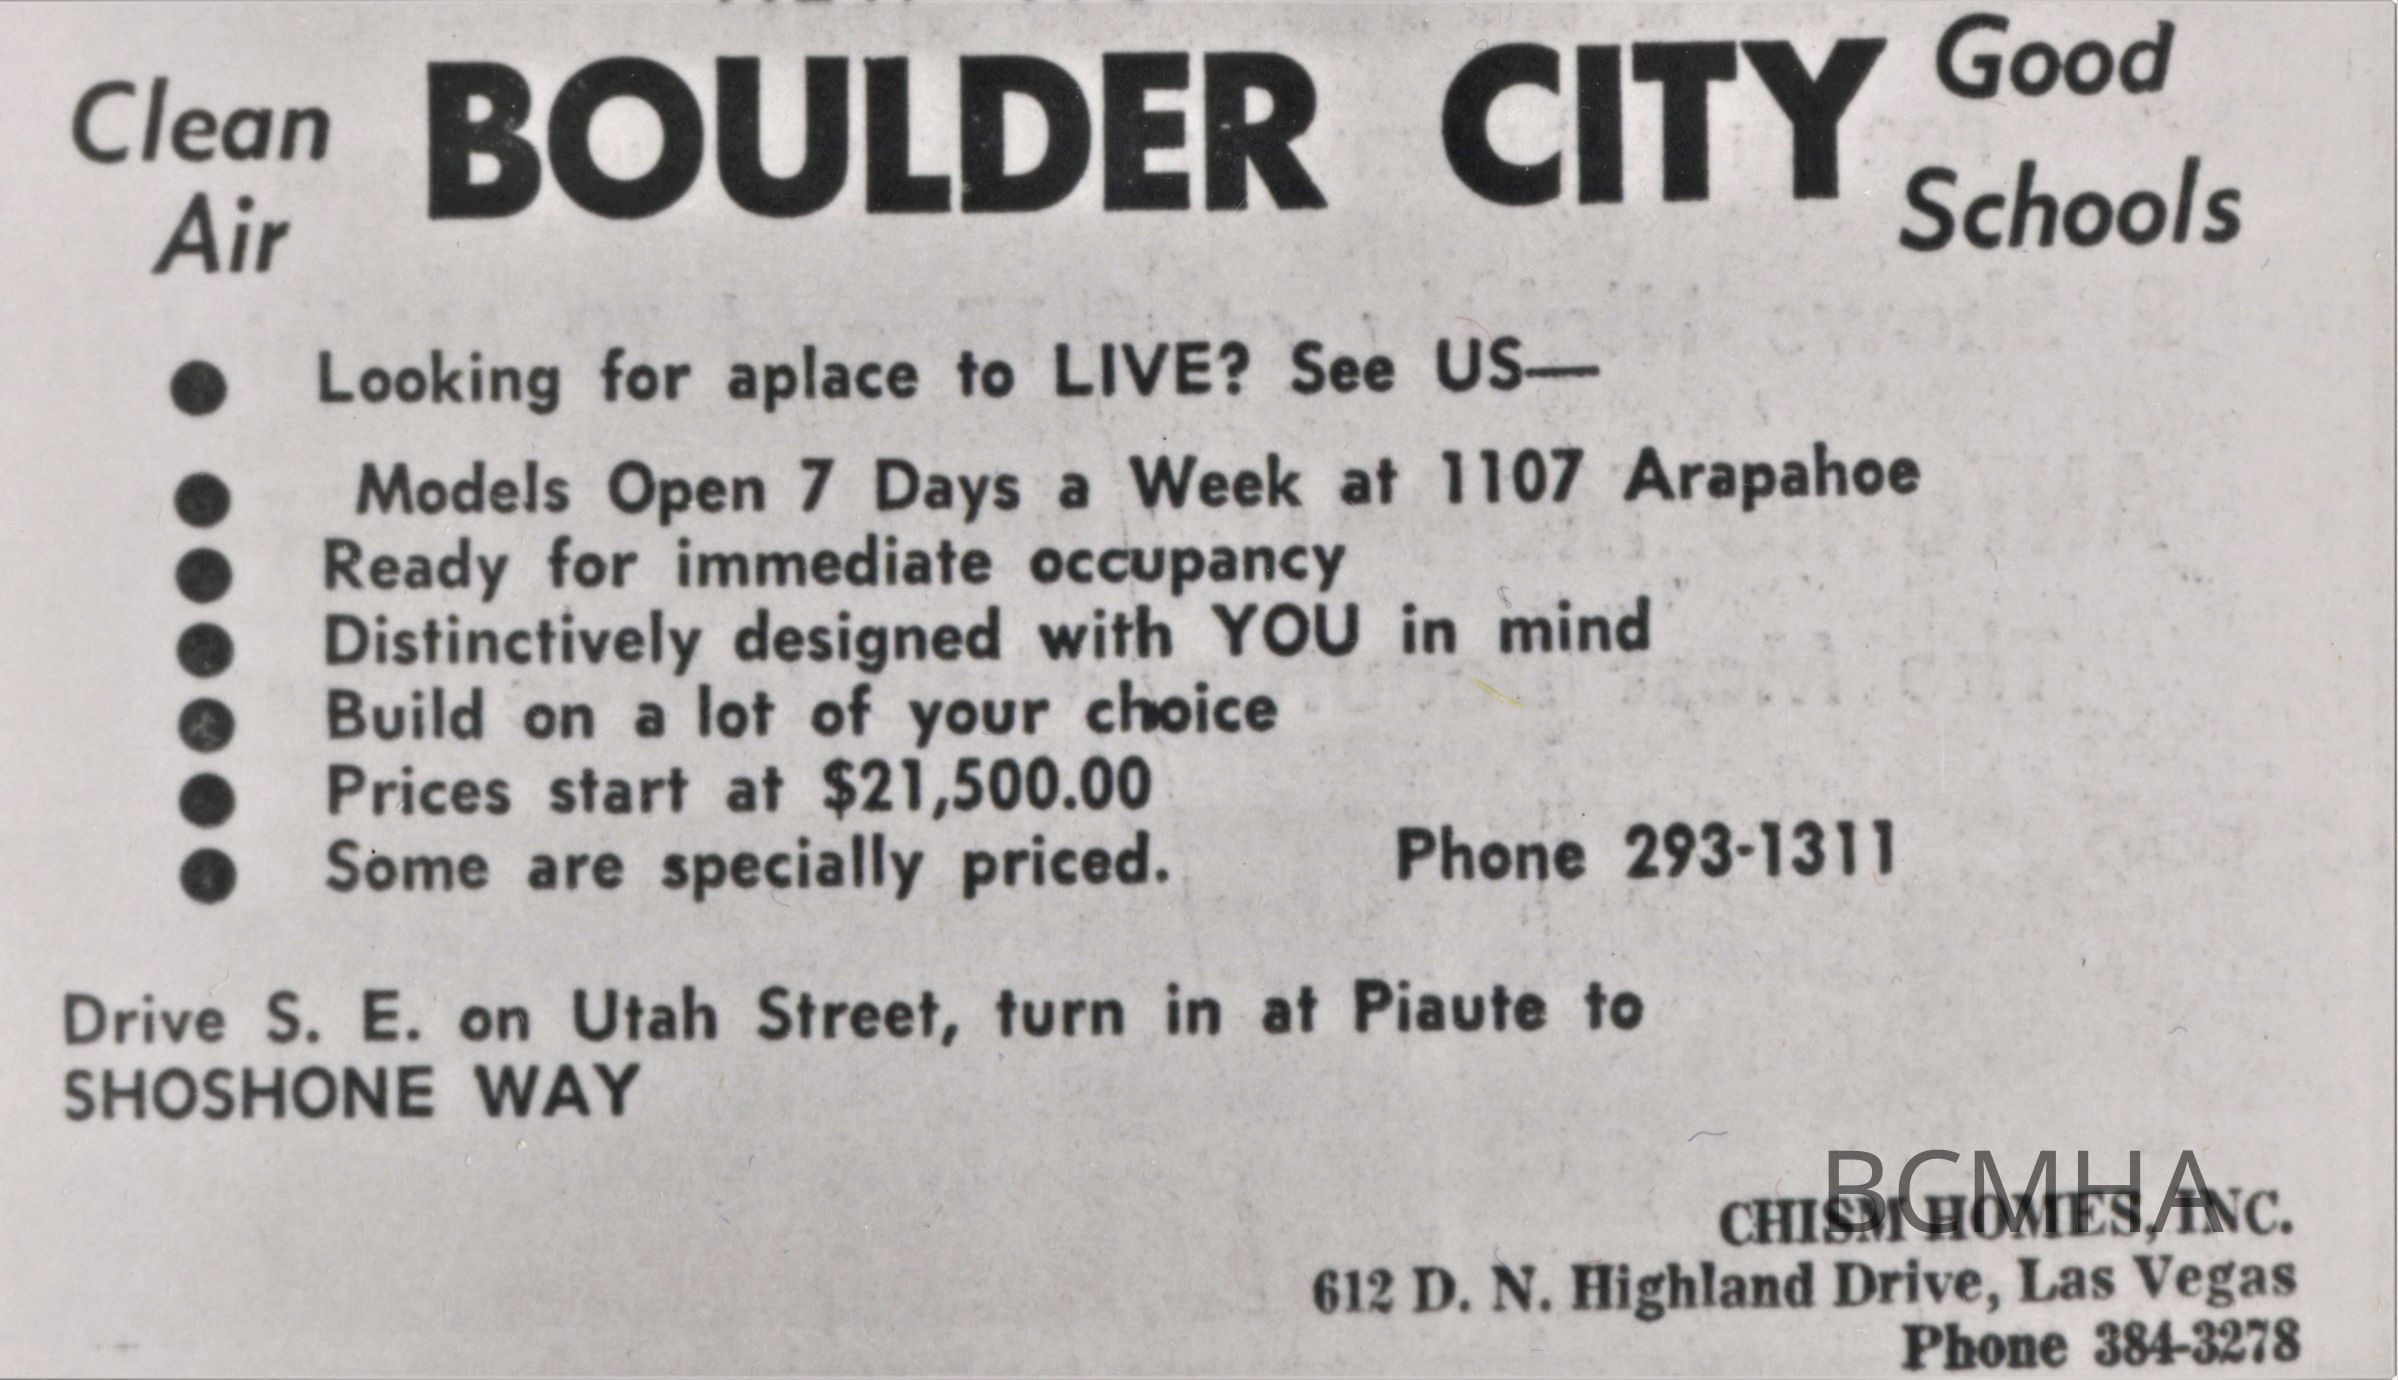 Clean Air BOULDER CITY Good Schools
● Looking for aplace to LIVE? See US—
● Models Open 7 Days a Week at 1107 Arapahoe
● Ready for immediate occupancy
● Distinctively designed with YOU in mind
● Build on a lot of your choice
● Prices start at $21,500.00
● Some are specially priced. Phone 293-1311
Drive S. E. on Utah Street, turn in at Piaute to
SHOSHONE WAY
BCMHA
CHISM HOMES, INC.
612 D. N. Highland Drive, Las Vegas
Phone 384-3278